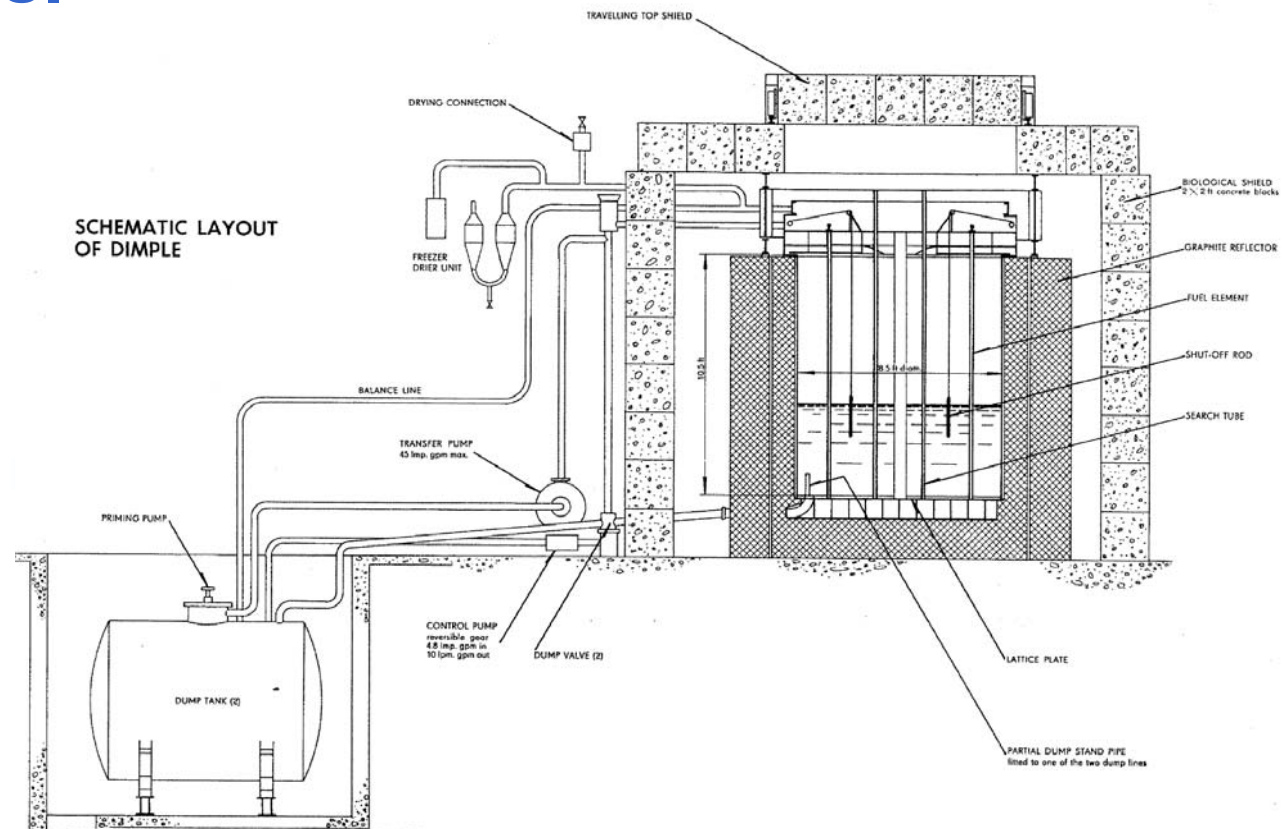 TRAVELLING TOP SHIELD
DRYING CONNECTION
SCHEMATIC LAYOUT
OF DIMPLE
FREEZER
DRIER UNIT
BIOLOGICAL SHIELD
2 X 2 ft concrete blocks
GRAPHITE REFLECTOR
FUEL ELEMENT
SHUT-OFF ROD
SEARCH TUBE
10.5 ft
8.5 ft diam.
BALANCE LINE
TRANSFER PUMP
45 Imp. gpm max.
PRIMING PUMP
CONTROL PUMP
reversible gear
4.8 Imp. gpm in
10 Ipm. gpm out
DUMP VALVE (2)
DUMP TANK (2)
LATTICE PLATE
PARTIAL DUMP STAND PIPE
fitted to one of the two dump lines